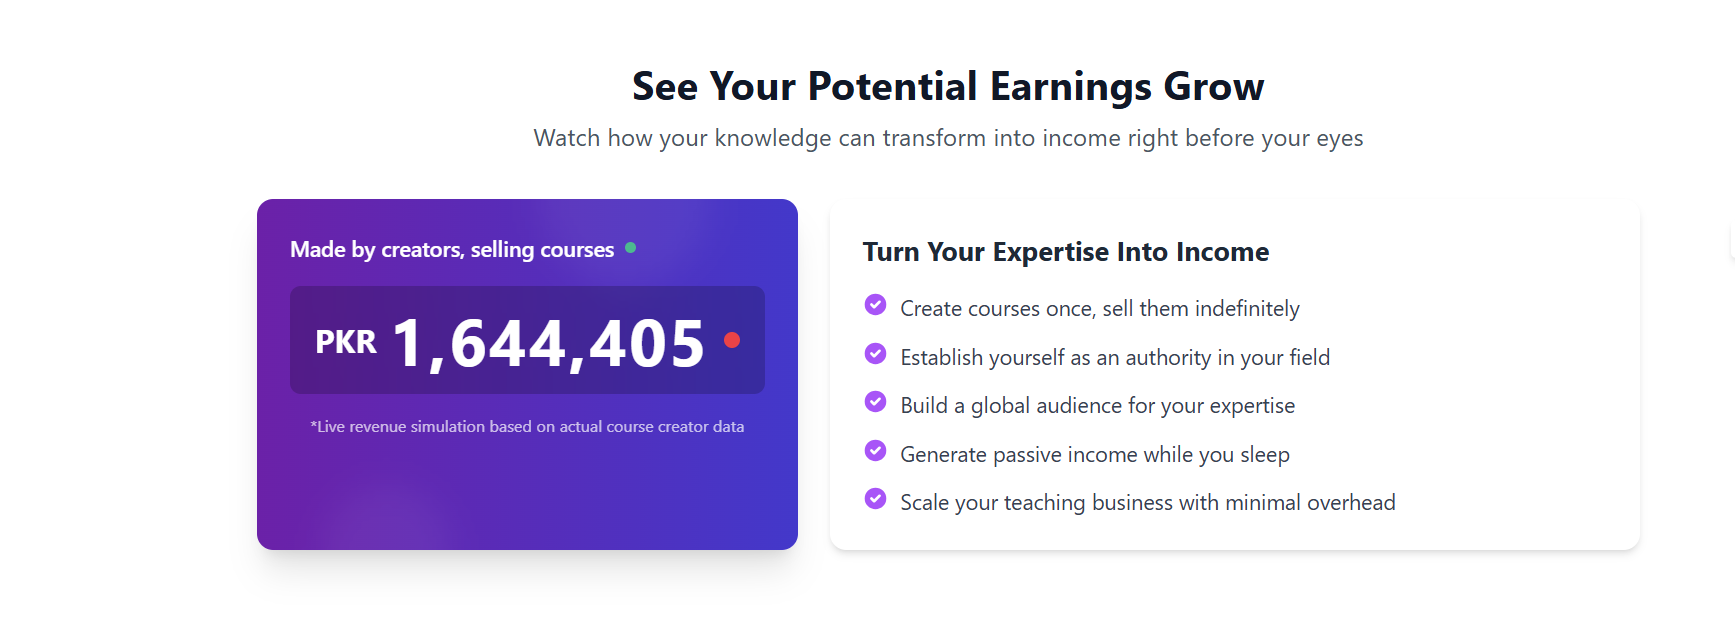 See Your Potential Earnings Grow
Watch how your knowledge can transform into income right before your eyes
Made by creators, selling courses
PKR 1,644,405
*Live revenue simulation based on actual course creator data
Turn Your Expertise Into Income
Create courses once, sell them indefinitely
Establish yourself as an authority in your field
Build a global audience for your expertise
Generate passive income while you sleep
Scale your teaching business with minimal overhead